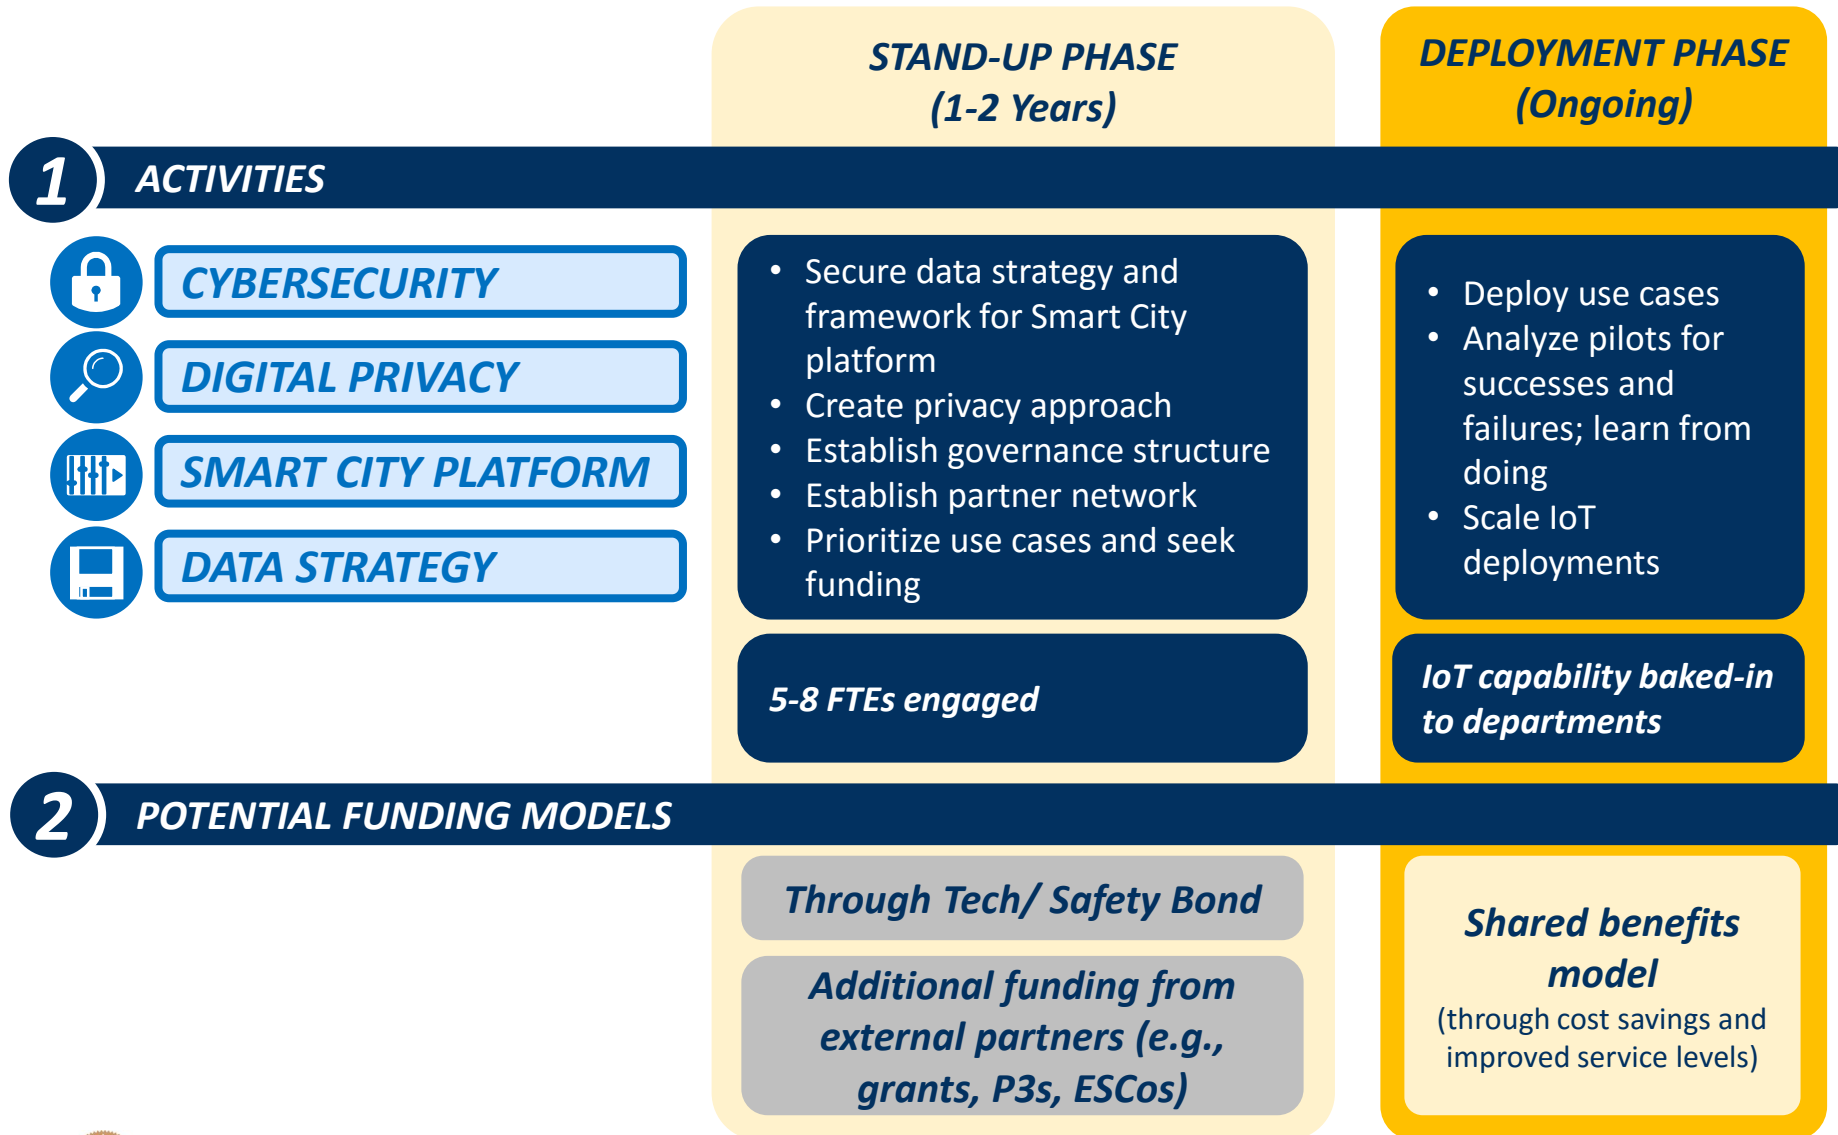 STAND-UP PHASE
(1-2 Years)
DEPLOYMENT PHASE
(Ongoing)
1
ACTIVITIES
CYBERSECURITY
DIGITAL PRIVACY
SMART CITY PLATFORM
DATA STRATEGY
• Secure data strategy and
framework for Smart City
platform
• Create privacy approach
• Establish governance structure
• Establish partner network
• Prioritize use cases and seek
funding
• Deploy use cases
• Analyze pilots for
successes and
failures; learn from
doing
• Scale IoT
deployments
5-8 FTEs engaged
IoT capability baked-in
to departments
2
POTENTIAL FUNDING MODELS
Through Tech/ Safety Bond
Additional funding from
external partners (e.g.,
grants, P3s, ESCos)
Shared benefits
model
(through cost savings and
improved service levels)